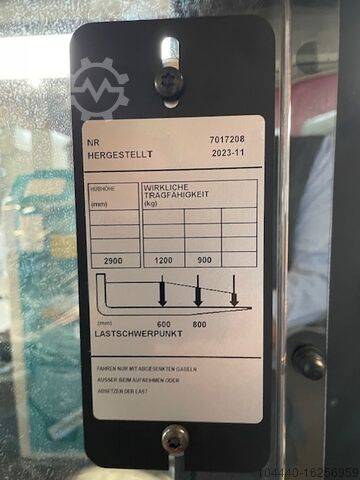 NR 7017208
HERGESTELLT 2023-11
HUBHÖHE WIRKLICHE
TRAGFÄHIGKEIT
(mm) (kg)
2900 1200 900
600 800
(mm)
LASTSCHWERPUNKT
FAHREN NUR MIT ABGESENKTEN GABELN
AUSSER BEIM AUFNEHMEN ODER
ABSETZEN DER LAST
104440-16256959